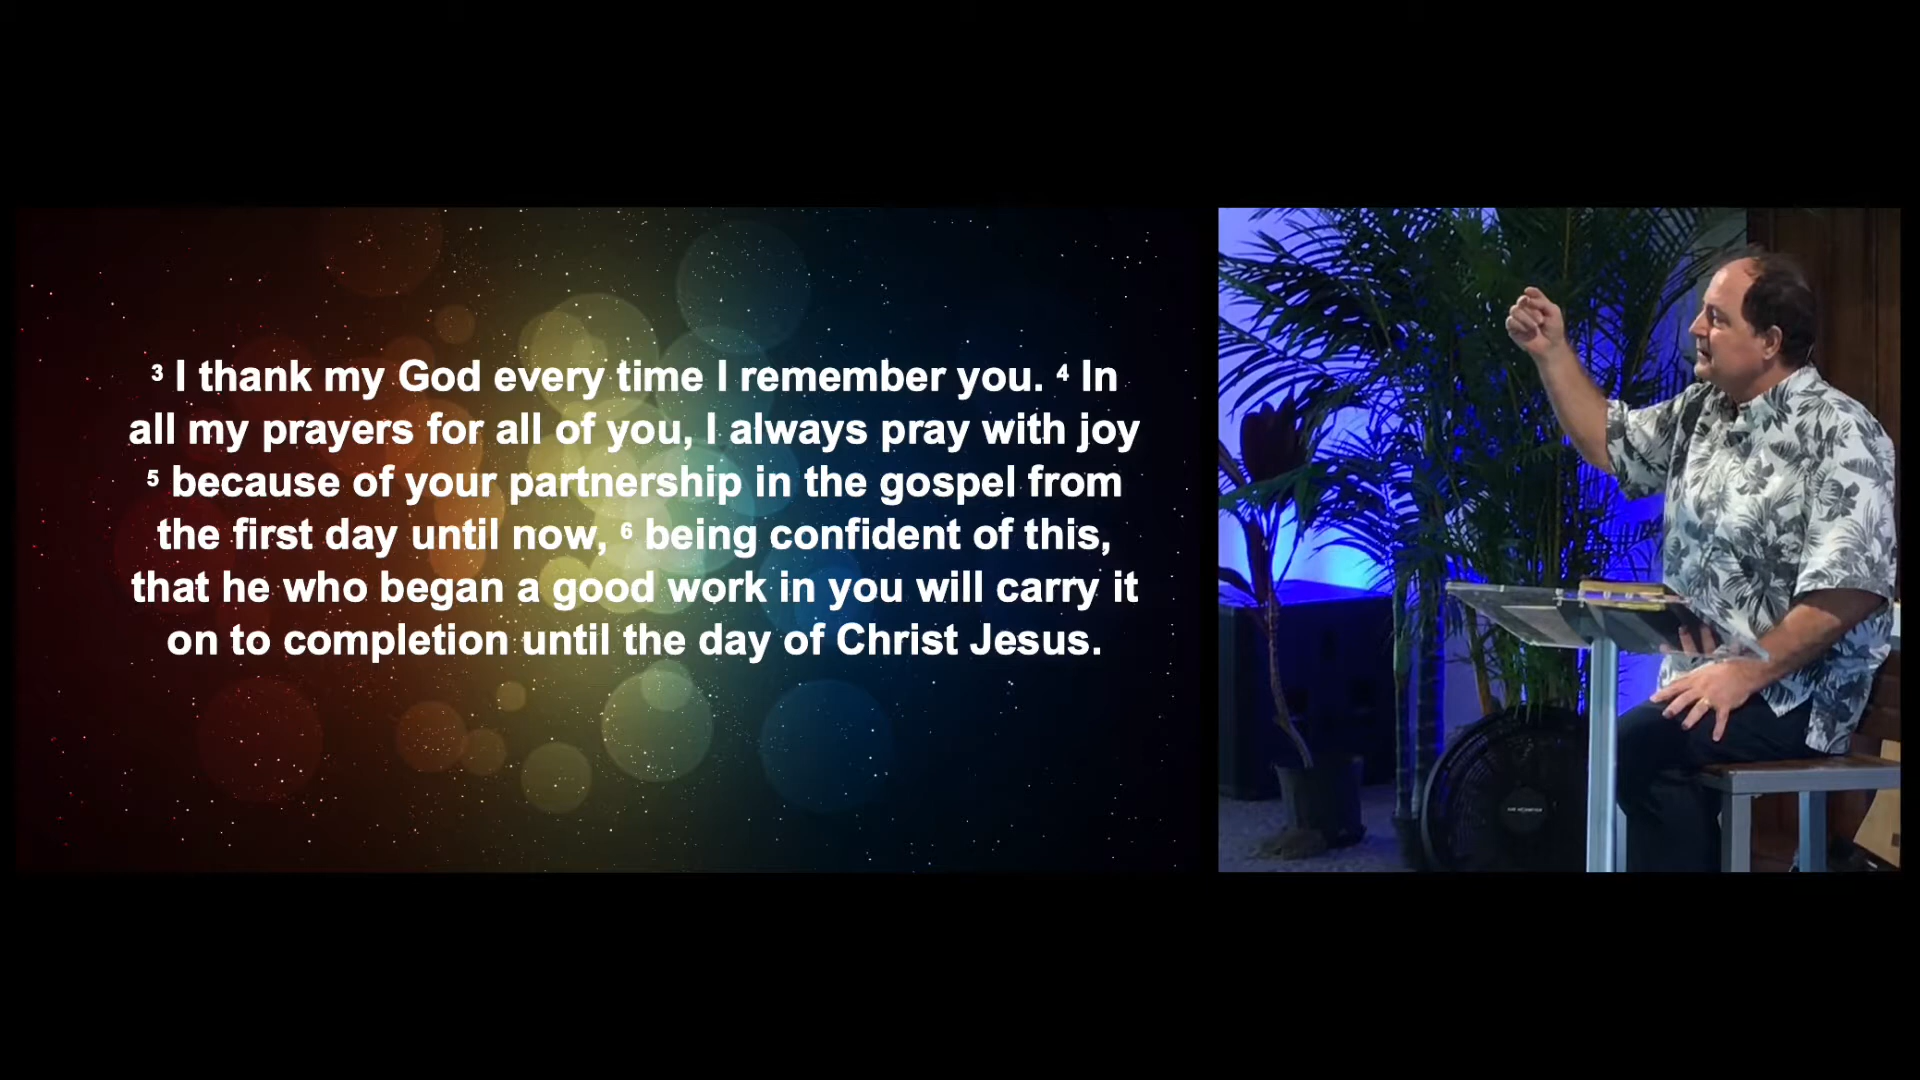 ³ I thank my God every time I remember you. ⁴ In
all my prayers for all of you, I always pray with joy
⁵ because of your partnership in the gospel from
the first day until now, ⁶ being confident of this,
that he who began a good work in you will carry it
on to completion until the day of Christ Jesus.